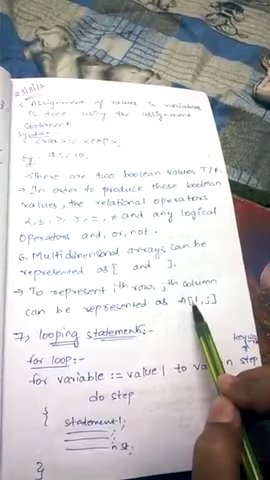 5. Assignment of values to variables
is done using the assignment
statement
Syntax:-
<var> := <exp>.
Eg:- a := 10,
→ There are two boolean values T/F.
→ In order to produce these boolean
values, the relational operators
<, ≤, >, ≥, =, ≠ and any logical
operators and, or, not.
6. Multidimensional arrays can be
represented as [ and ].
→ To represent ith row, jth column
can be represented as A[i,j]
7) looping statements:-
for loop:-
for variable := value 1 to n step
do step
{ statement 1;
n st;
}